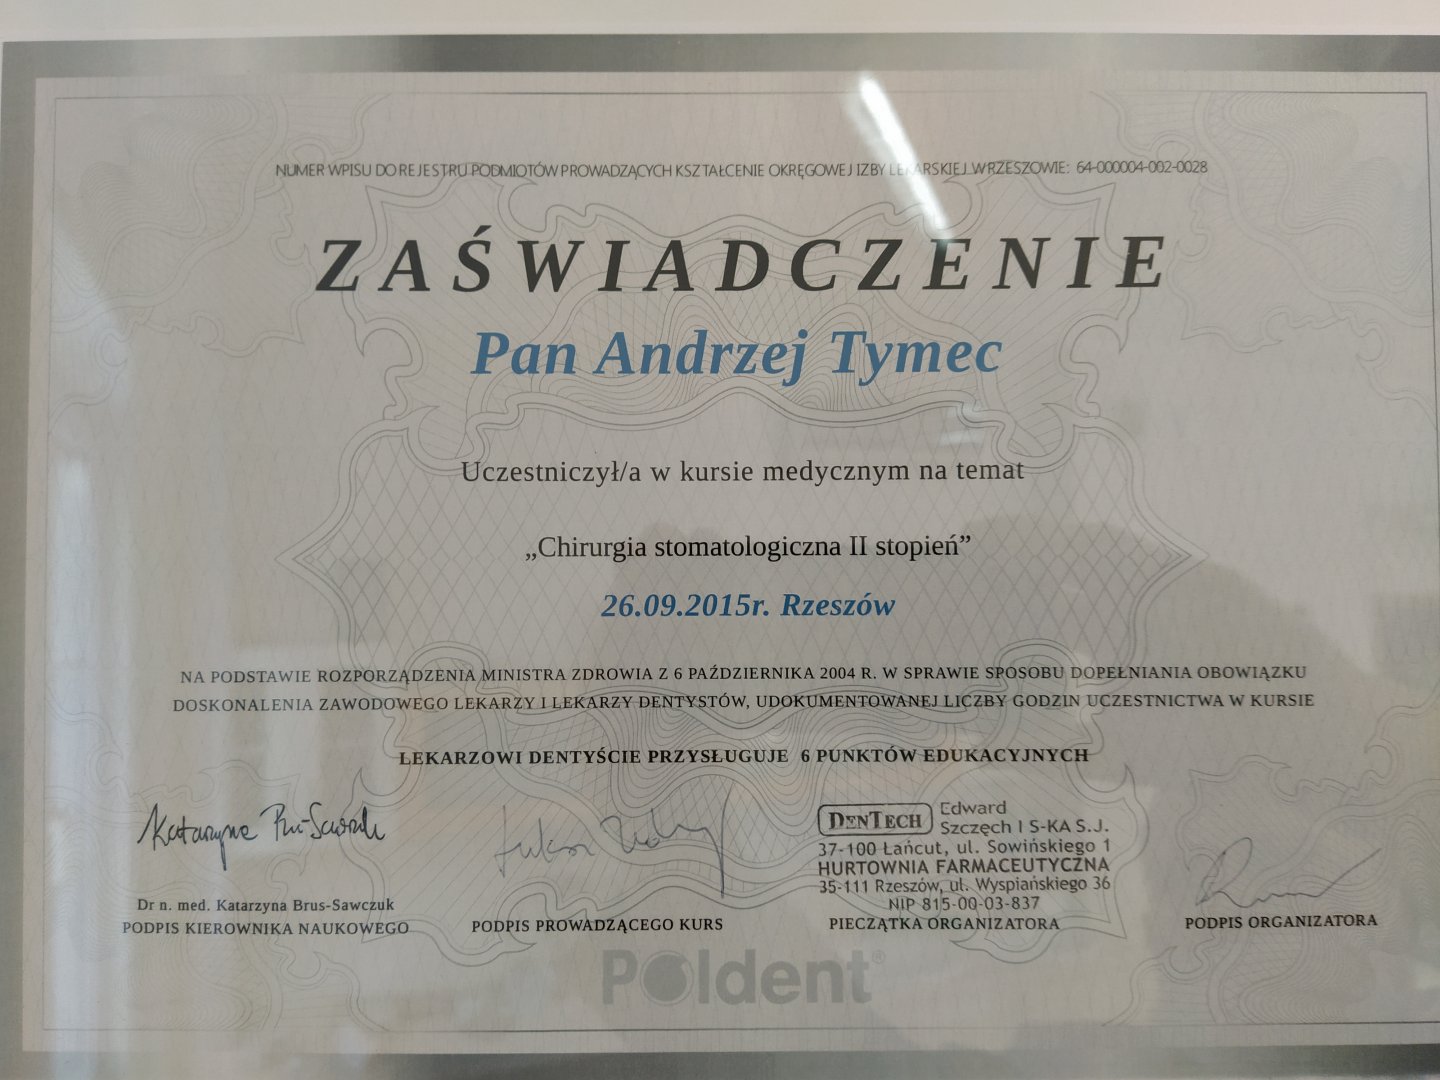 NUMER WPISU DO REJESTRU PODMIOTÓW PROWADZĄCYCH KSZTAŁCENIE OKRĘGOWEJ IZBY LEKARSKIEJ W RZESZOWIE: 64-000004-002-0028
ZAŚWIADCZENIE
Pan Andrzej Tymec
Uczestniczył/a w kursie medycznym na temat
„Chirurgia stomatologiczna II stopień”
26.09.2015r. Rzeszów
NA PODSTAWIE ROZPORZĄDZENIA MINISTRA ZDROWIA Z 6 PAŹDZIERNIKA 2004 R. W SPRAWIE SPOSOBU DOPEŁNIANIA OBOWIĄZKU
DOSKONALENIA ZAWODOWEGO LEKARZY I LEKARZY DENTYSTÓW, UDOKUMENTOWANEJ LICZBY GODZIN UCZESTNICTWA W KURSIE
LEKARZOWI DENTYŚCIE PRZYSŁUGUJE 6 PUNKTÓW EDUKACYJNYCH
Katarzyna
Dr n. med. Katarzyna Brus-Sawczuk
PODPIS KIEROWNIKA NAUKOWEGO
PODPIS PROWADZĄCEGO KURS
DENTECH Edward
Szczęch I S-KA S.J.
37-100 Łańcut, ul. Sowińskiego 1
HURTOWNIA FARMACEUTYCZNA
35-111 Rzeszów, ul. Wyspiańskiego 36
NIP 815-00-03-837
PIECZĄTKA ORGANIZATORA
PODPIS ORGANIZATORA
Poldent®